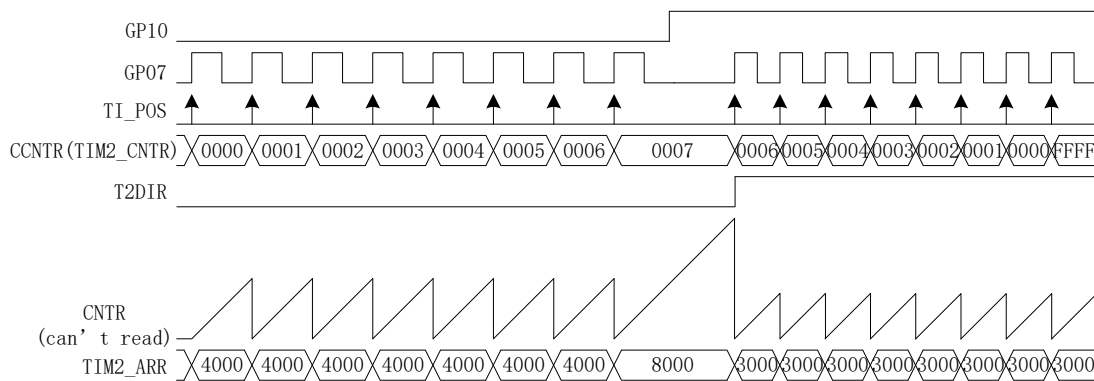 GP10
GP07
TI_POS
CCNTR(TIM2_CNTR) 0000 0001 0002 0003 0004 0005 0006 0007 0006 0005 0004 0003 0002 0001 0000 FFFF
T2DIR
CNTR
(can't read)
TIM2_ARR 4000 4000 4000 4000 4000 4000 4000 8000 3000 3000 3000 3000 3000 3000 3000 3000